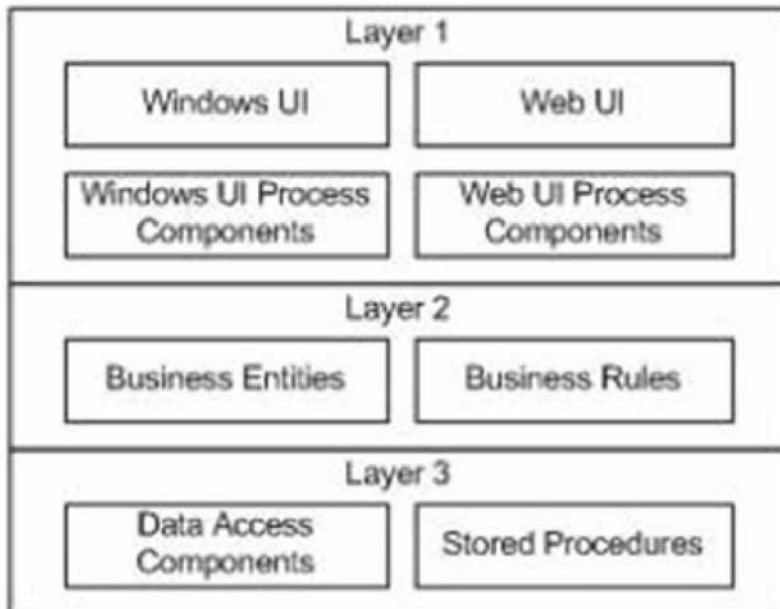 Layer 1
Windows UI
Web UI
Windows UI Process
Components
Web UI Process
Components
Layer 2
Business Entities
Business Rules
Layer 3
Data Access
Components
Stored Procedures